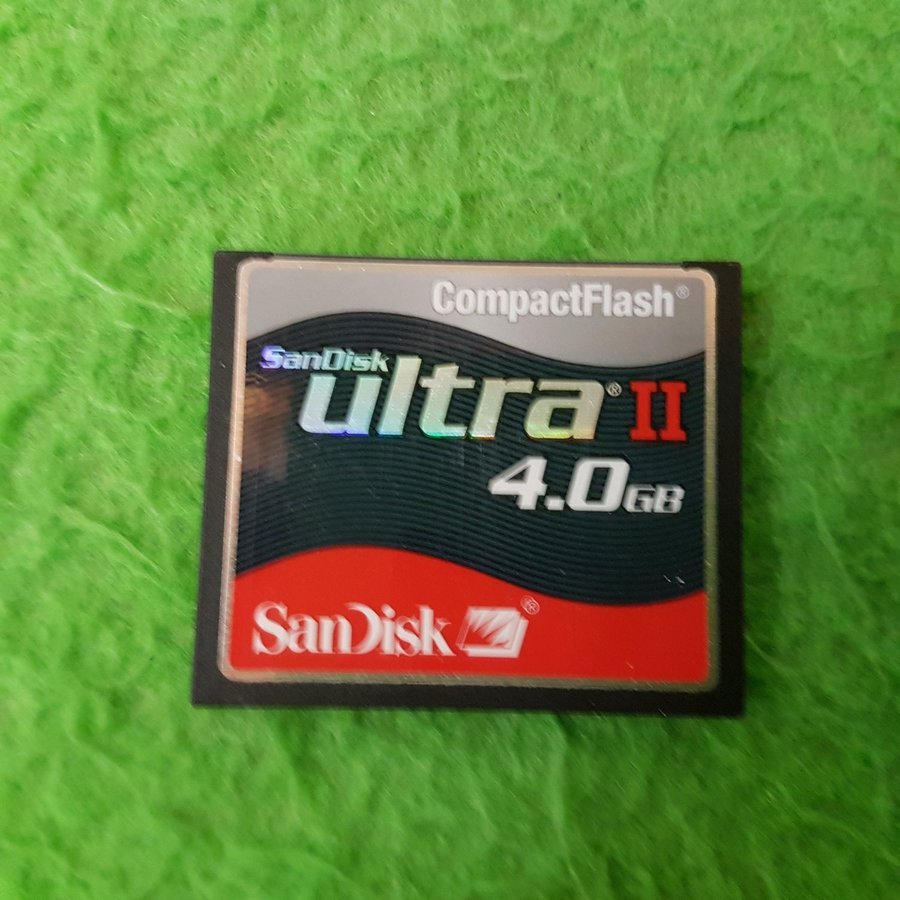 CompactFlash®
SanDisk
ultra® II
4.0GB
SanDisk®